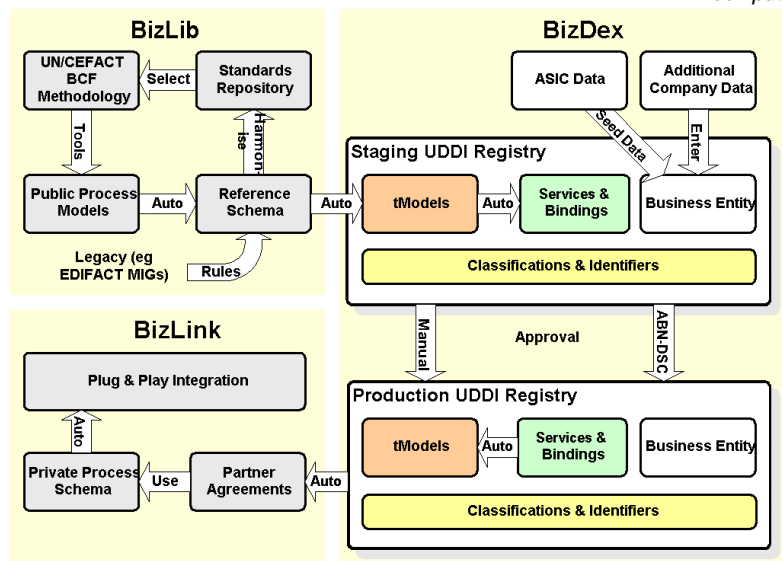 BizLib
UN/CEFACT
BCF
Methodology
Select
Standards
Repository
Tools
Harmon-
ise
Public Process
Models
Auto
Reference
Schema
Auto
Legacy (eg
EDIFACT MIGs)
Rules
BizDex
ASIC Data
Additional
Company Data
Seed Data
Enter
Staging UDDI Registry
tModels
Auto
Services &
Bindings
Business Entity
Classifications & Identifiers
Manual
Approval
ABN-DSC
Production UDDI Registry
tModels
Auto
Services &
Bindings
Business Entity
Classifications & Identifiers
BizLink
Plug & Play Integration
Auto
Private Process
Schema
Use
Partner
Agreements
Auto